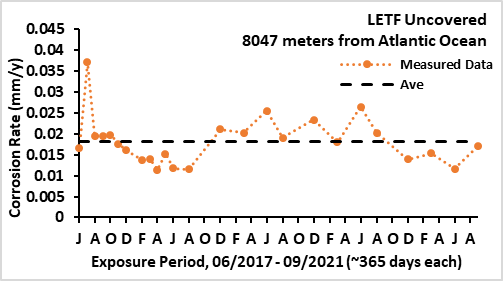 LETF Uncovered
8047 meters from Atlantic Ocean
Measured Data
Ave
Corrosion Rate (mm/y)
0.045
0.04
0.035
0.03
0.025
0.02
0.015
0.01
0.005
0
J A O D F A J A O D F A J A O D F A J A O D F A J A
Exposure Period, 06/2017 - 09/2021 (~365 days each)